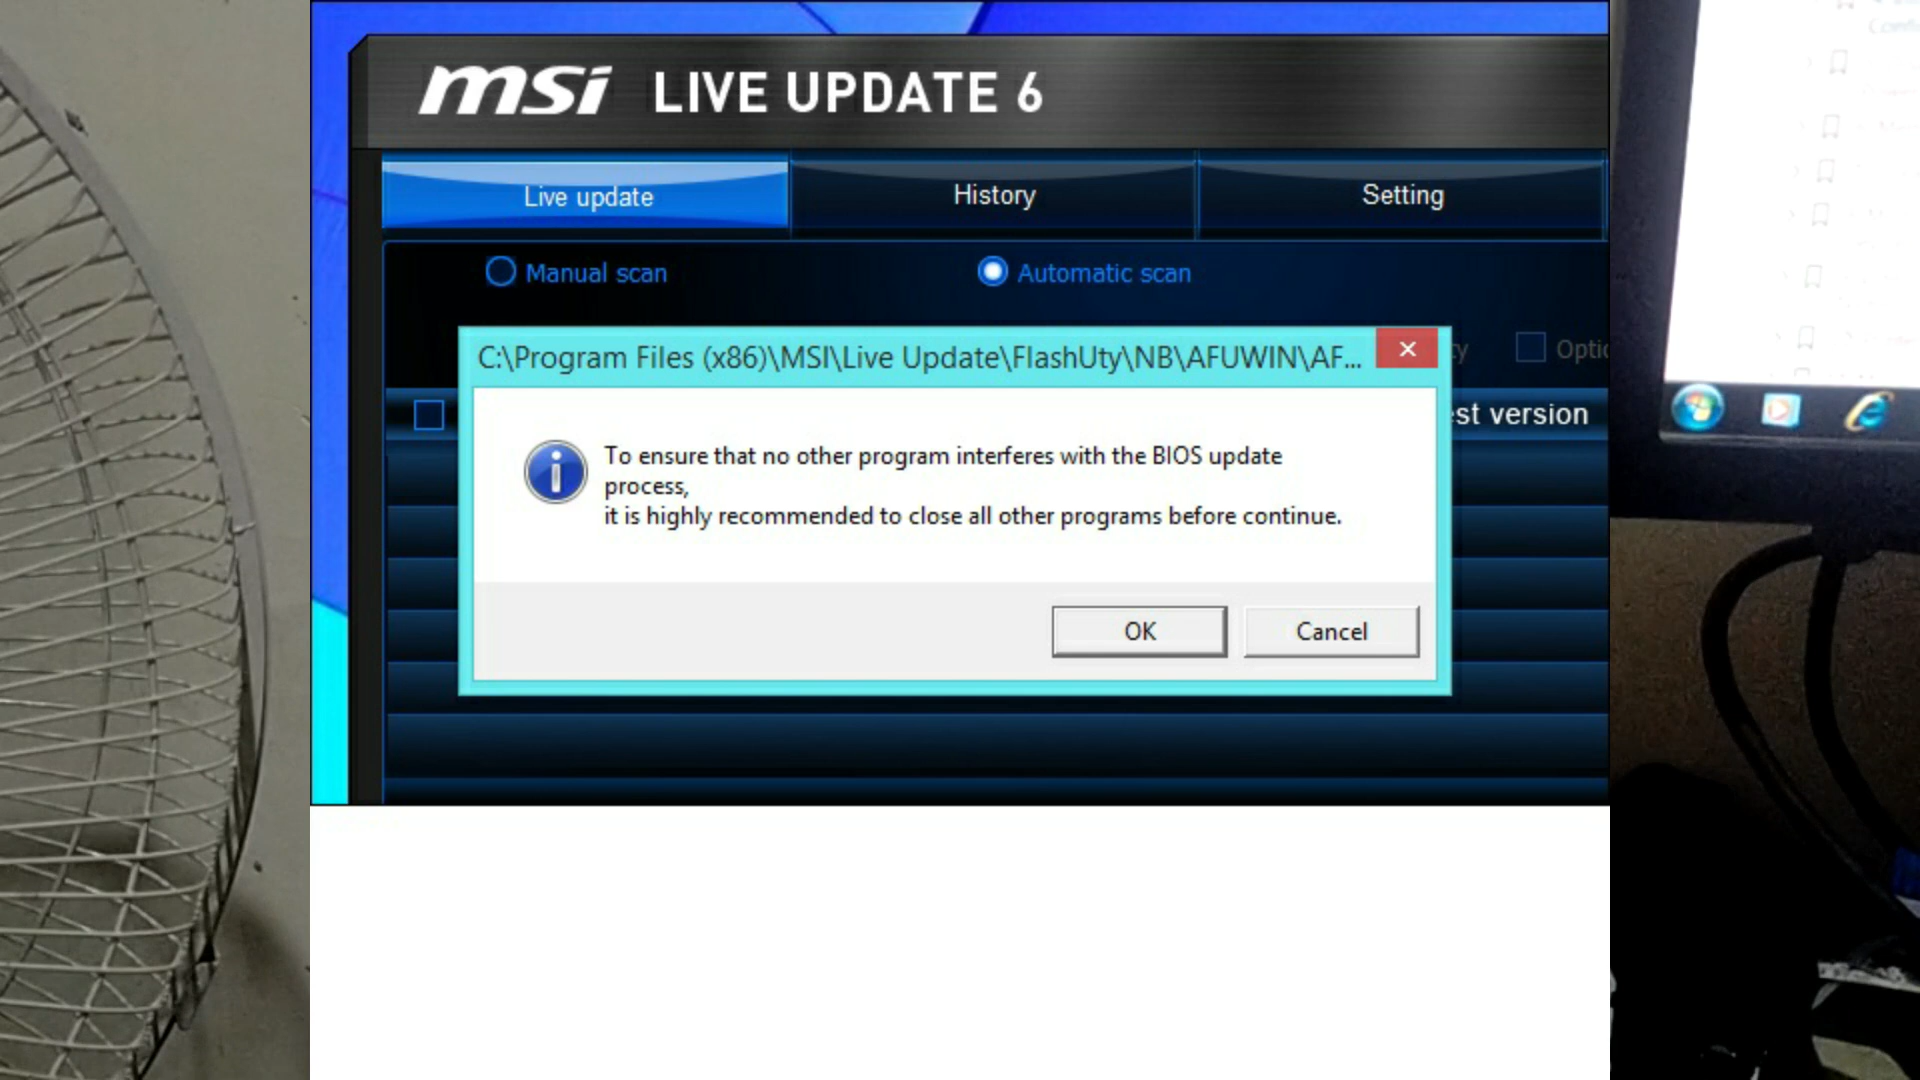 msi LIVE UPDATE 6
Live update
History
Setting
Manual scan
Automatic scan
C:\Program Files (x86)\MSI\Live Update\FlashUty\NB\AFUWIN\AF...
To ensure that no other program interferes with the BIOS update
process,
it is highly recommended to close all other programs before continue.
est version
OK
Cancel